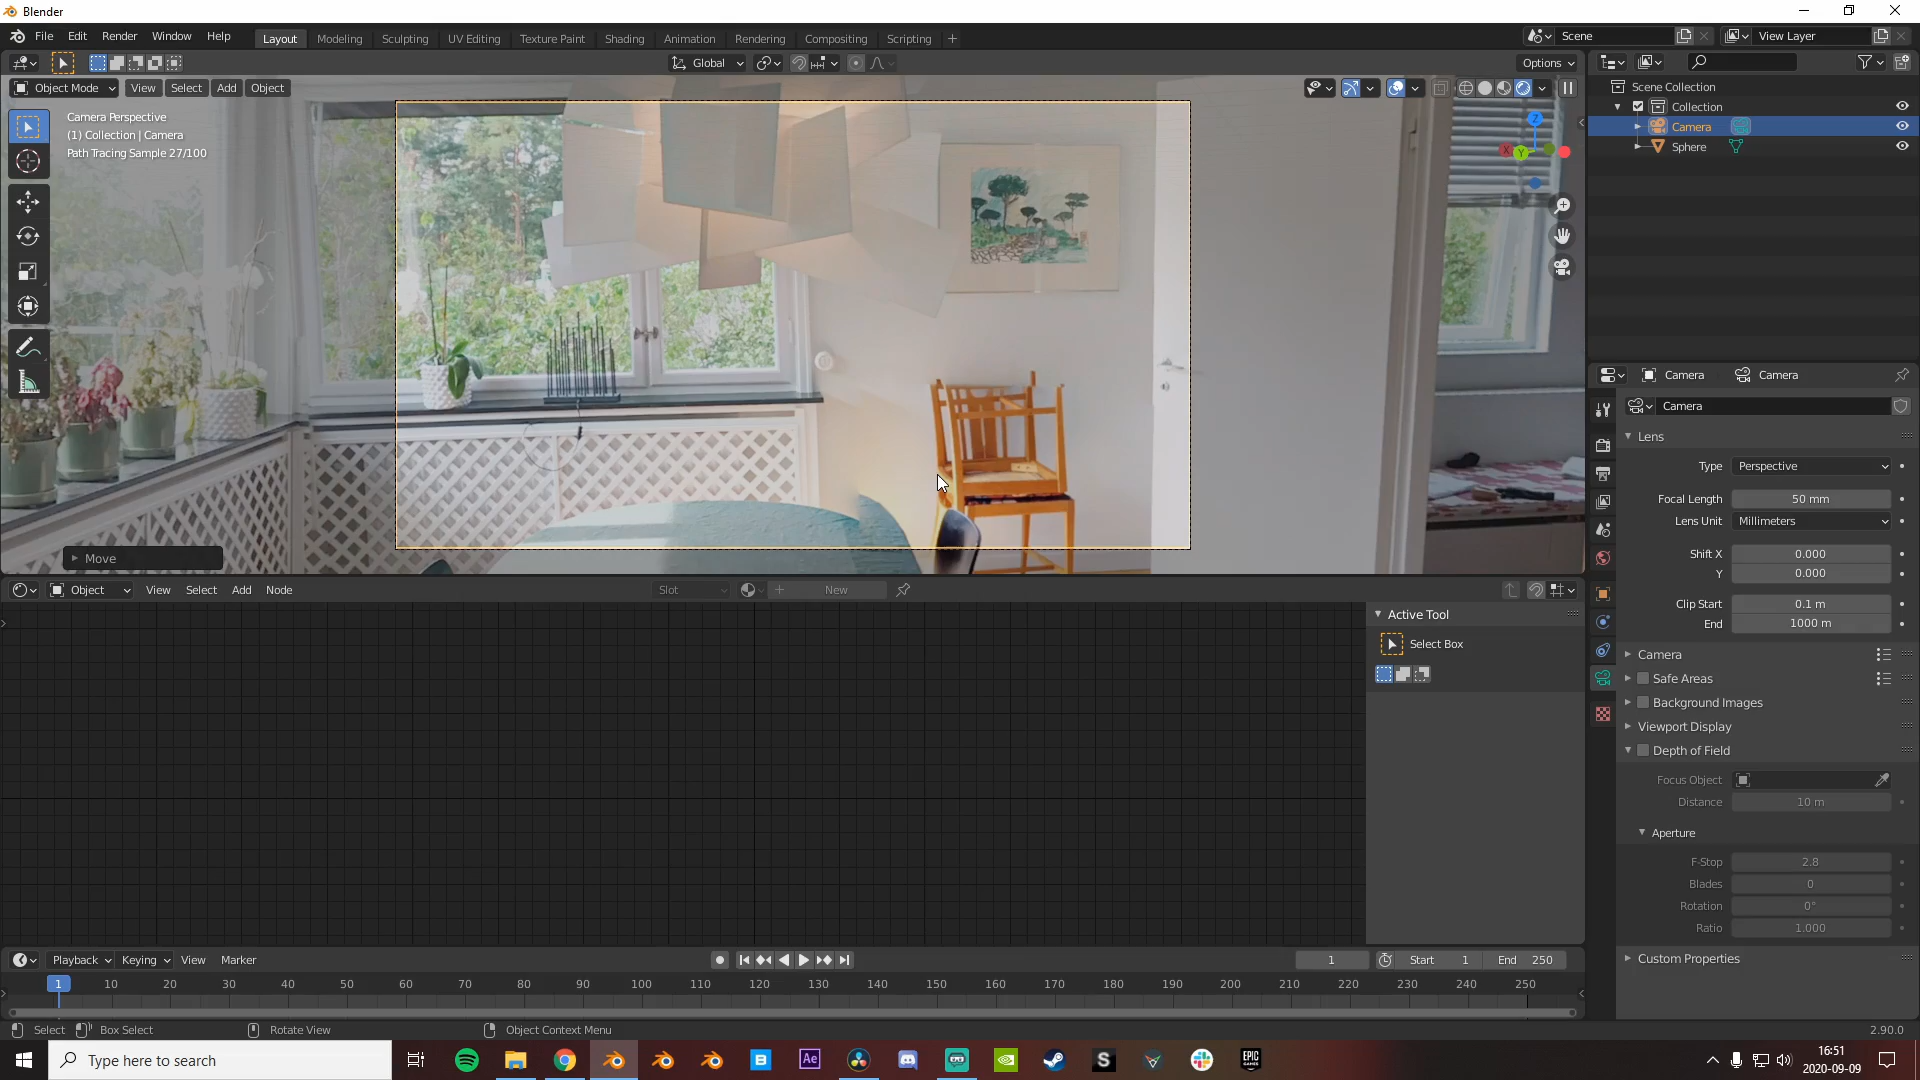 Blender
File Edit Render Window Help
Layout Modeling Sculpting UV Editing Texture Paint Shading Animation Rendering Compositing Scripting +
Scene
View Layer
Global
Options
Object Mode View Select Add Object
Camera Perspective
(1) Collection | Camera
Path Tracing Sample 27/100
Z
X
Y
Move
Scene Collection
Collection
Camera
Sphere
Camera Camera
Camera
Lens
Type Perspective
Focal Length 50 mm
Lens Unit Millimeters
Shift X 0.000
Y 0.000
Clip Start 0.1 m
End 1000 m
Camera
Safe Areas
Background Images
Viewport Display
Depth of Field
Focus Object
Distance 10 m
Aperture
F-Stop 2.8
Blades 0
Rotation 0°
Ratio 1.000
Custom Properties
Object View Select Add Node
Slot
New
Active Tool
Select Box
Playback Keying View Marker
1 Start 1 End 250
1 10 20 30 40 50 60 70 80 90 100 110 120 130 140 150 160 170 180 190 200 210 220 230 240 250
Select Box Select Rotate View Object Context Menu
2.90.0
Type here to search
Ae
S
EPIC
GAMES
16:51
2020-09-09